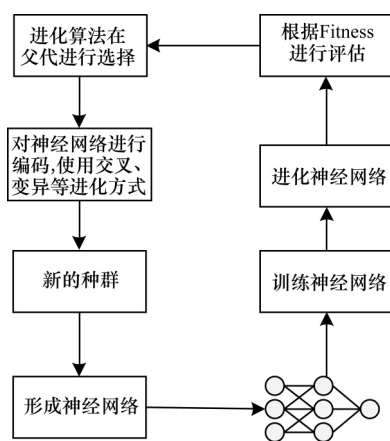 进化算法在
父代进行选择
根据Fitness
进行评估
对神经网络进行
编码,使用交叉、
变异等进化方式
进化神经网络
新的种群
训练神经网络
形成神经网络